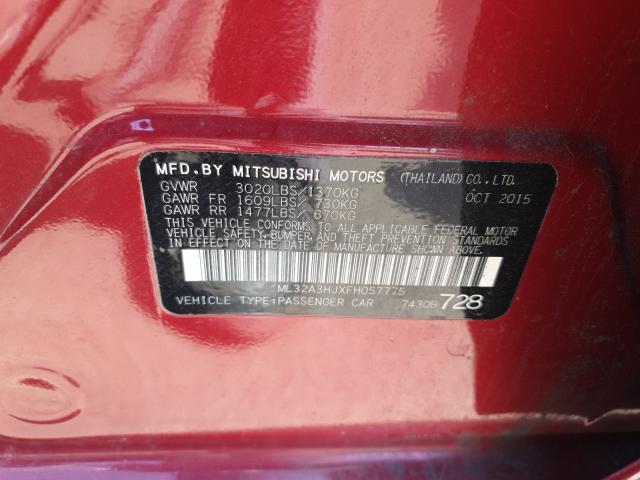 MFD.BY MITSUBISHI MOTORS (THAILAND)CO.,LTD.
GVWR 3020LBS/1370KG OCT 2015
GAWR FR 1609LBS/ 730KG
GAWR RR 1477LBS/ 670KG
THIS VEHICLE CONFORMS TO ALL APPLICABLE FEDERAL MOTOR
VEHICLE SAFETY,BUMPER, AND THEFT PREVENTION STANDARDS
IN EFFECT ON THE DATE OF MANUFACTURE SHOWN ABOVE.
ML32A3HJXFH057775
VEHICLE TYPE:PASSENGER CAR 74306 728